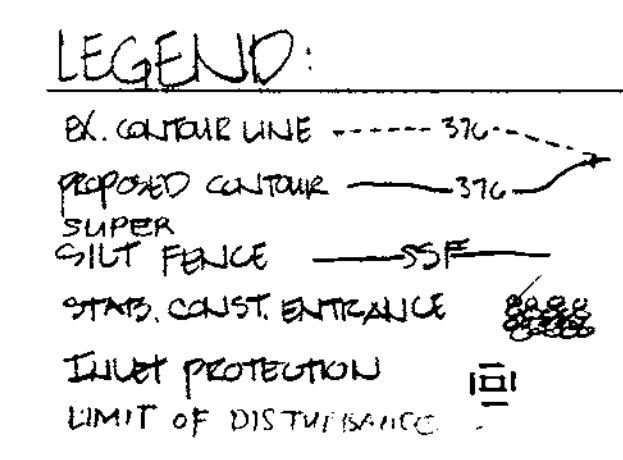 LEGEND:
EX. CONTOUR LINE 376
PROPOSED CONTOUR 376
SUPER
SILT FENCE SSF
STAB. CONST. ENTRANCE
INLET PROTECTION
LIMIT OF DISTURBANCE